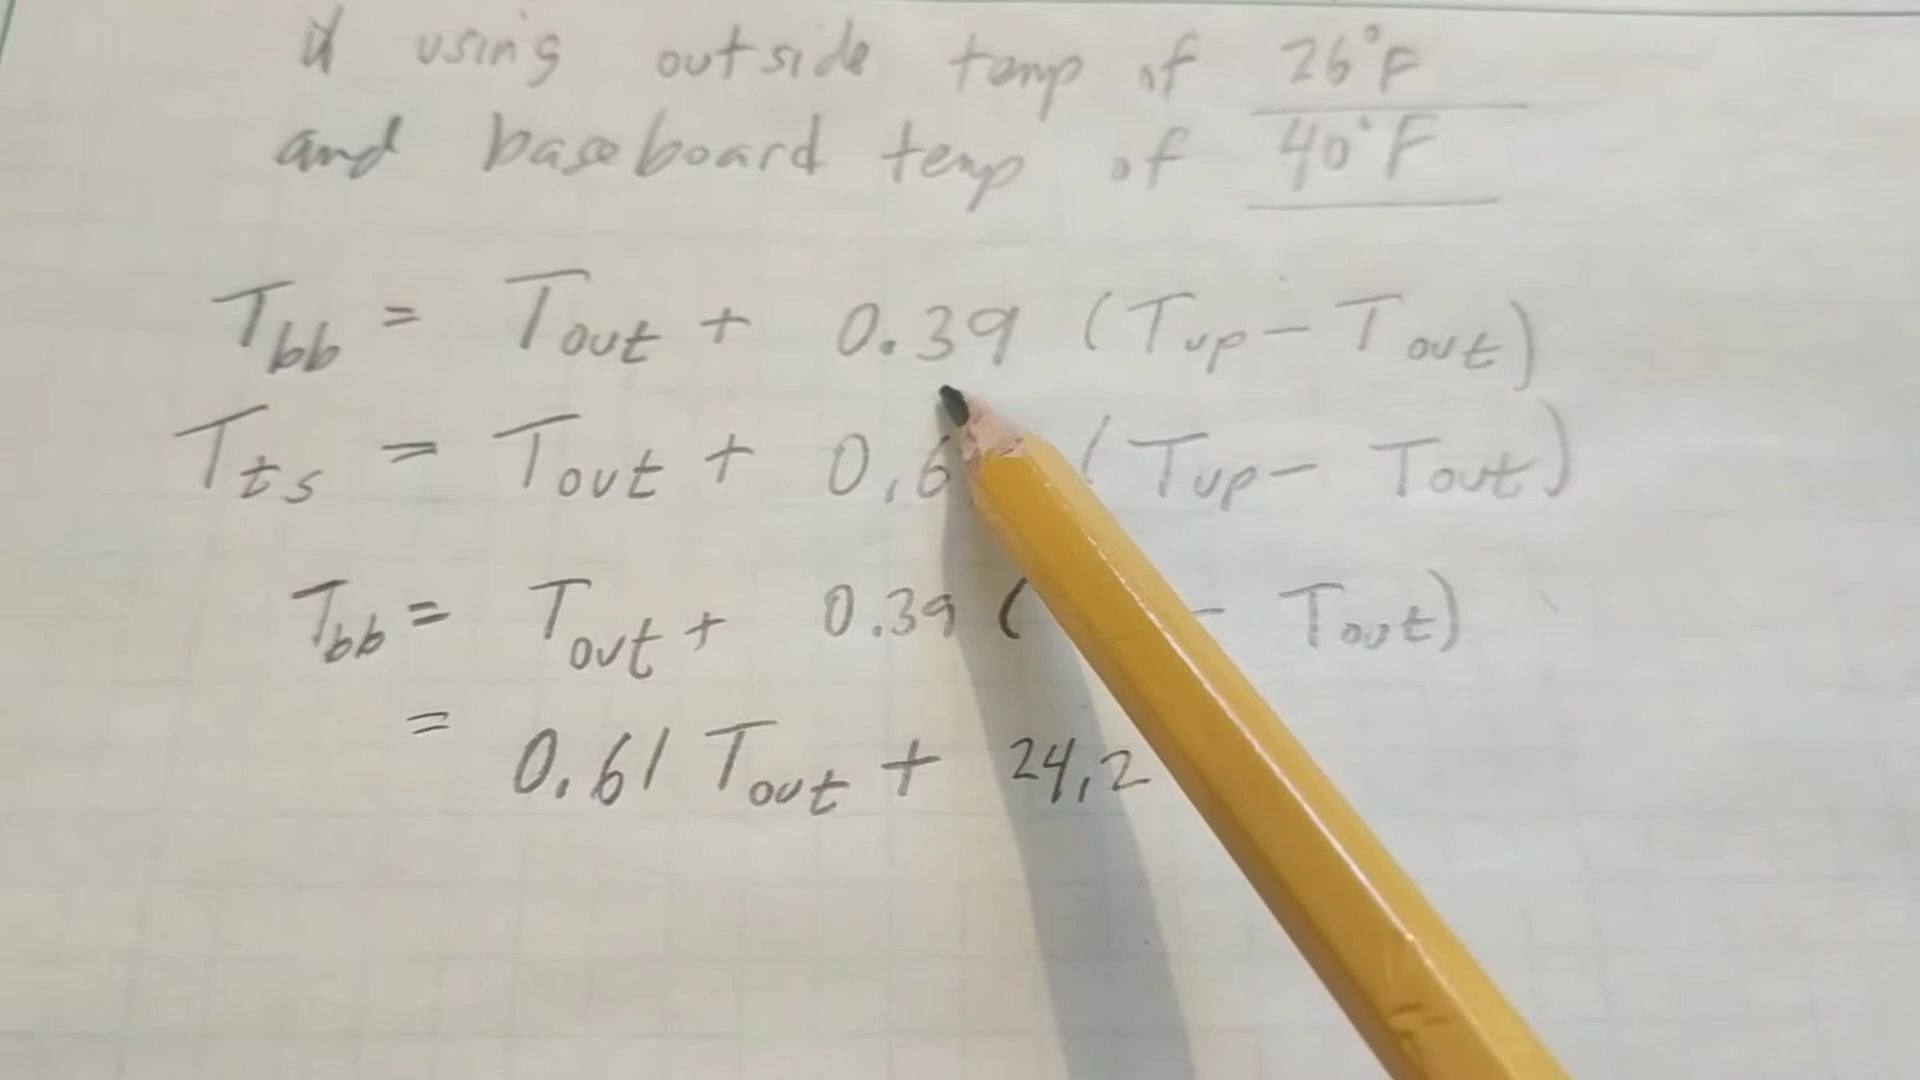 if using outside temp of 26°F
and baseboard temp of 40°F
Tbb = Tout + 0.39 (Tup - Tout)
Tts = Tout + 0.6 (Tup - Tout)
Tbb = Tout + 0.39 ( - Tout)
= 0.61 Tout + 24.2